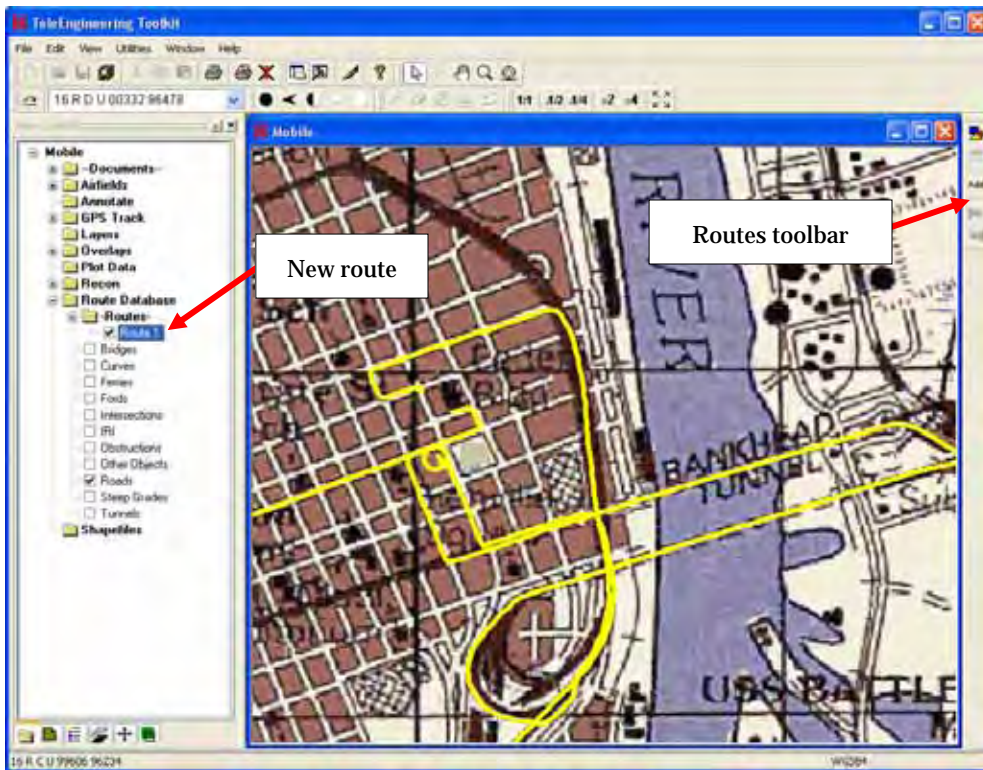 TeleEngineering Toolkit
File Edit View Utilities Window Help
16 R D U 00332 96478
1/1 1/2 1/4 x2 x4
Mobile
Mobile
-Documents-
Airfields
Annotate
GPS Track
Layers
Overlays
Plot Data
Recon
Route Database
-Routes-
Route 1
Bridges
Curves
Ferries
Fords
Intersections
IRI
Obstructions
Other Objects
Roads
Steep Grades
Tunnels
Shapefiles
New route
Routes toolbar
RIVER
BANKHEAD
TUNNEL
USS BATTLE
16 R C U 99606 96234
WGS84